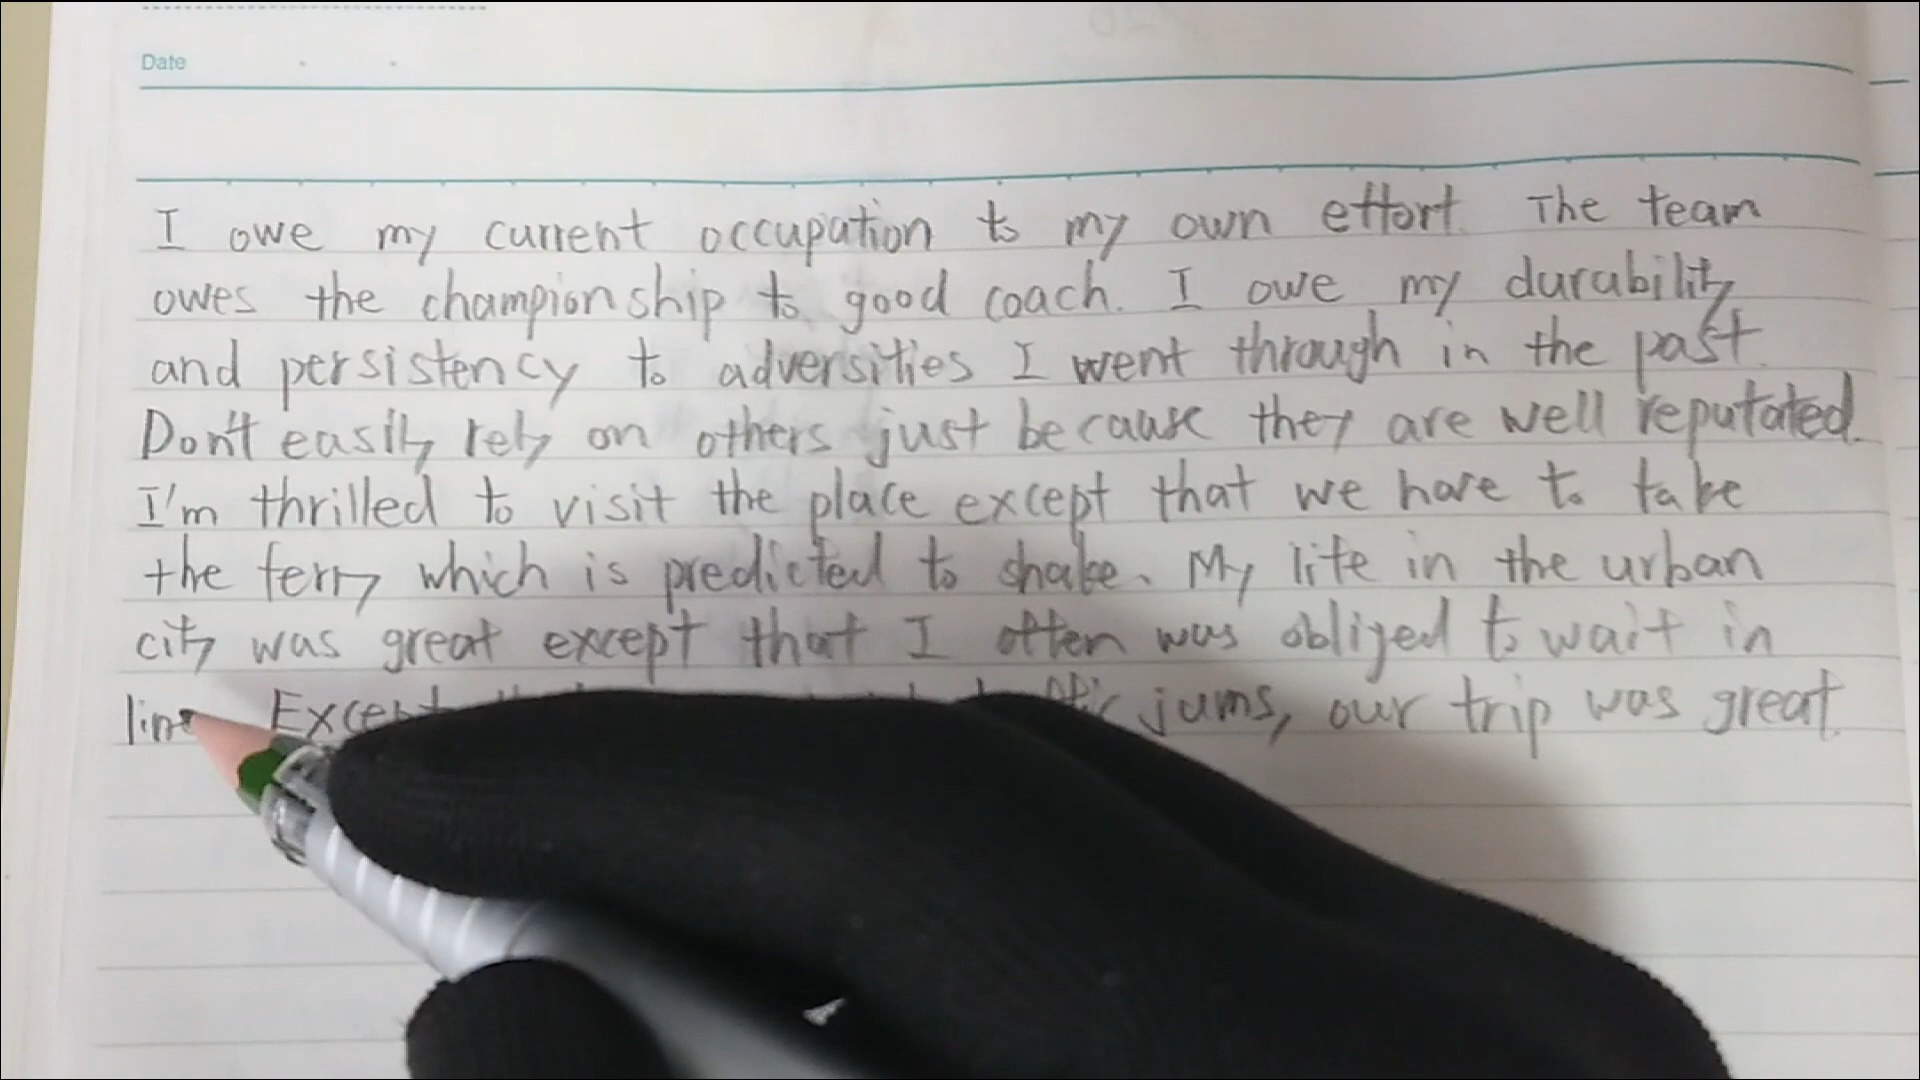 Date
I owe my current occupation to my own effort. The team
owes the championship to good coach. I owe my durability
and persistency to adversities I went through in the past.
Don't easily rely on others just because they are well reputated.
I'm thrilled to visit the place except that we have to take
the ferry which is predicted to shake. My life in the urban
city was great except that I often was obliged to wait in
line Except jams, our trip was great.